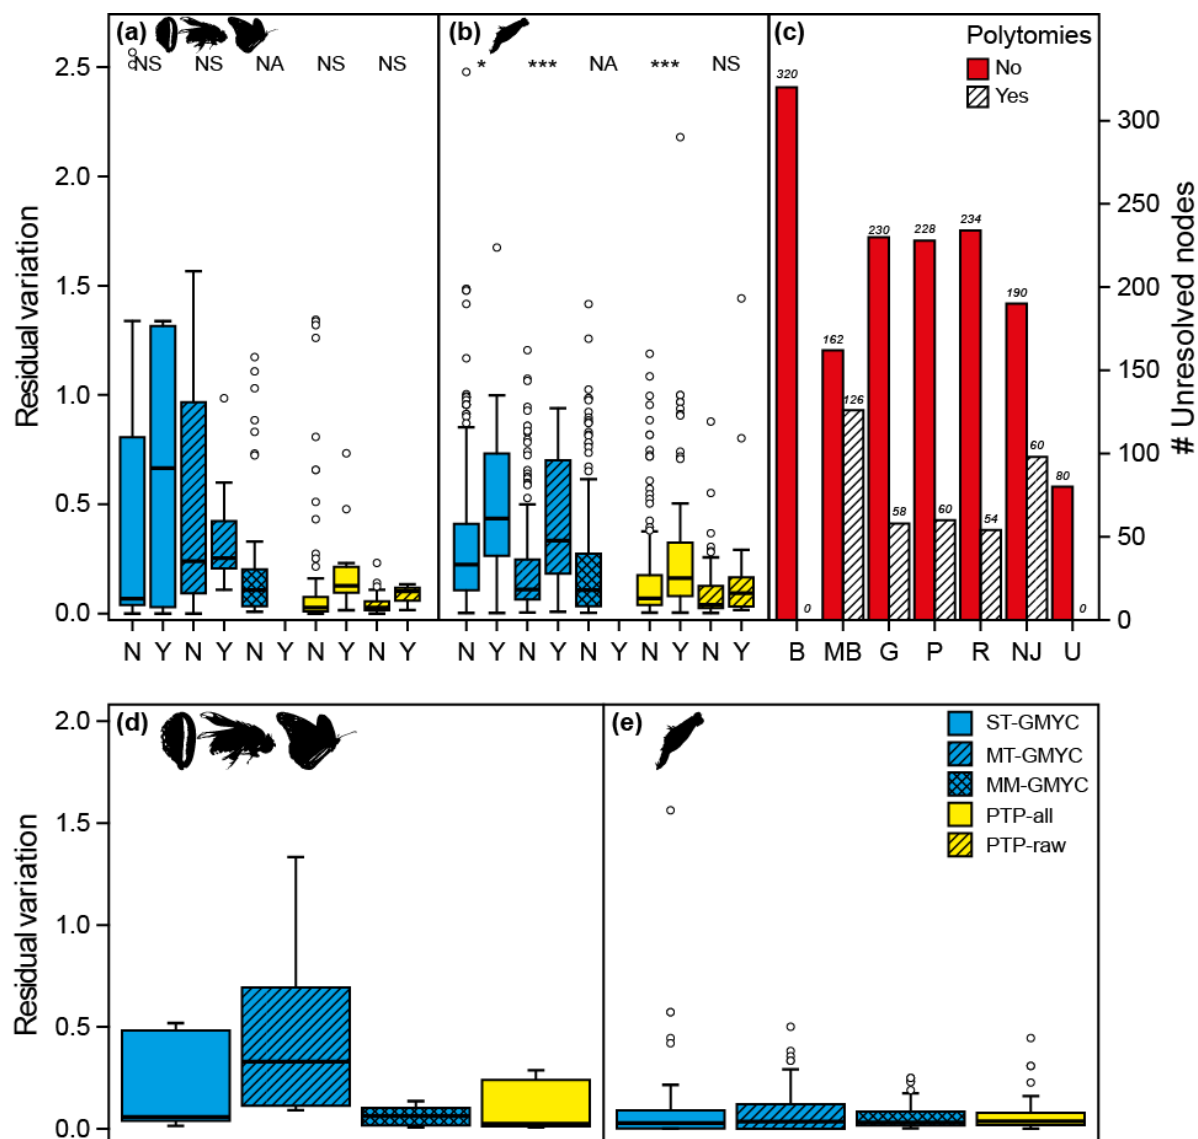 (a)
NS NS NA NS NS
2.5
2.0
1.5
1.0
0.5
0.0
Residual variation
N Y N Y N Y N Y N Y
(b)
* *** NA *** NS
N Y N Y N Y N Y N Y
(c)
Polytomies
No
Yes
320
0
162
126
230
58
228
60
234
54
190
60
80
0
300
250
200
150
100
50
0
# Unresolved nodes
B MB G P R NJ U
(d)
2.0
1.5
1.0
0.5
0.0
Residual variation
(e)
ST-GMYC
MT-GMYC
MM-GMYC
PTP-all
PTP-raw